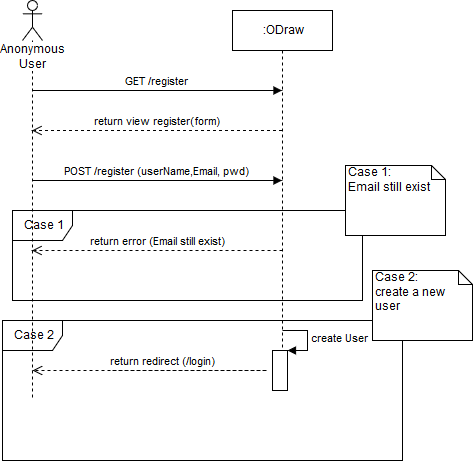 :ODraw
Anonymous
User
GET /register
return view register(form)
POST /register (userName,Email, pwd)
Case 1:
Email still exist
Case 1
return error (Email still exist)
Case 2:
create a new
user
Case 2
create User
return redirect (/login)